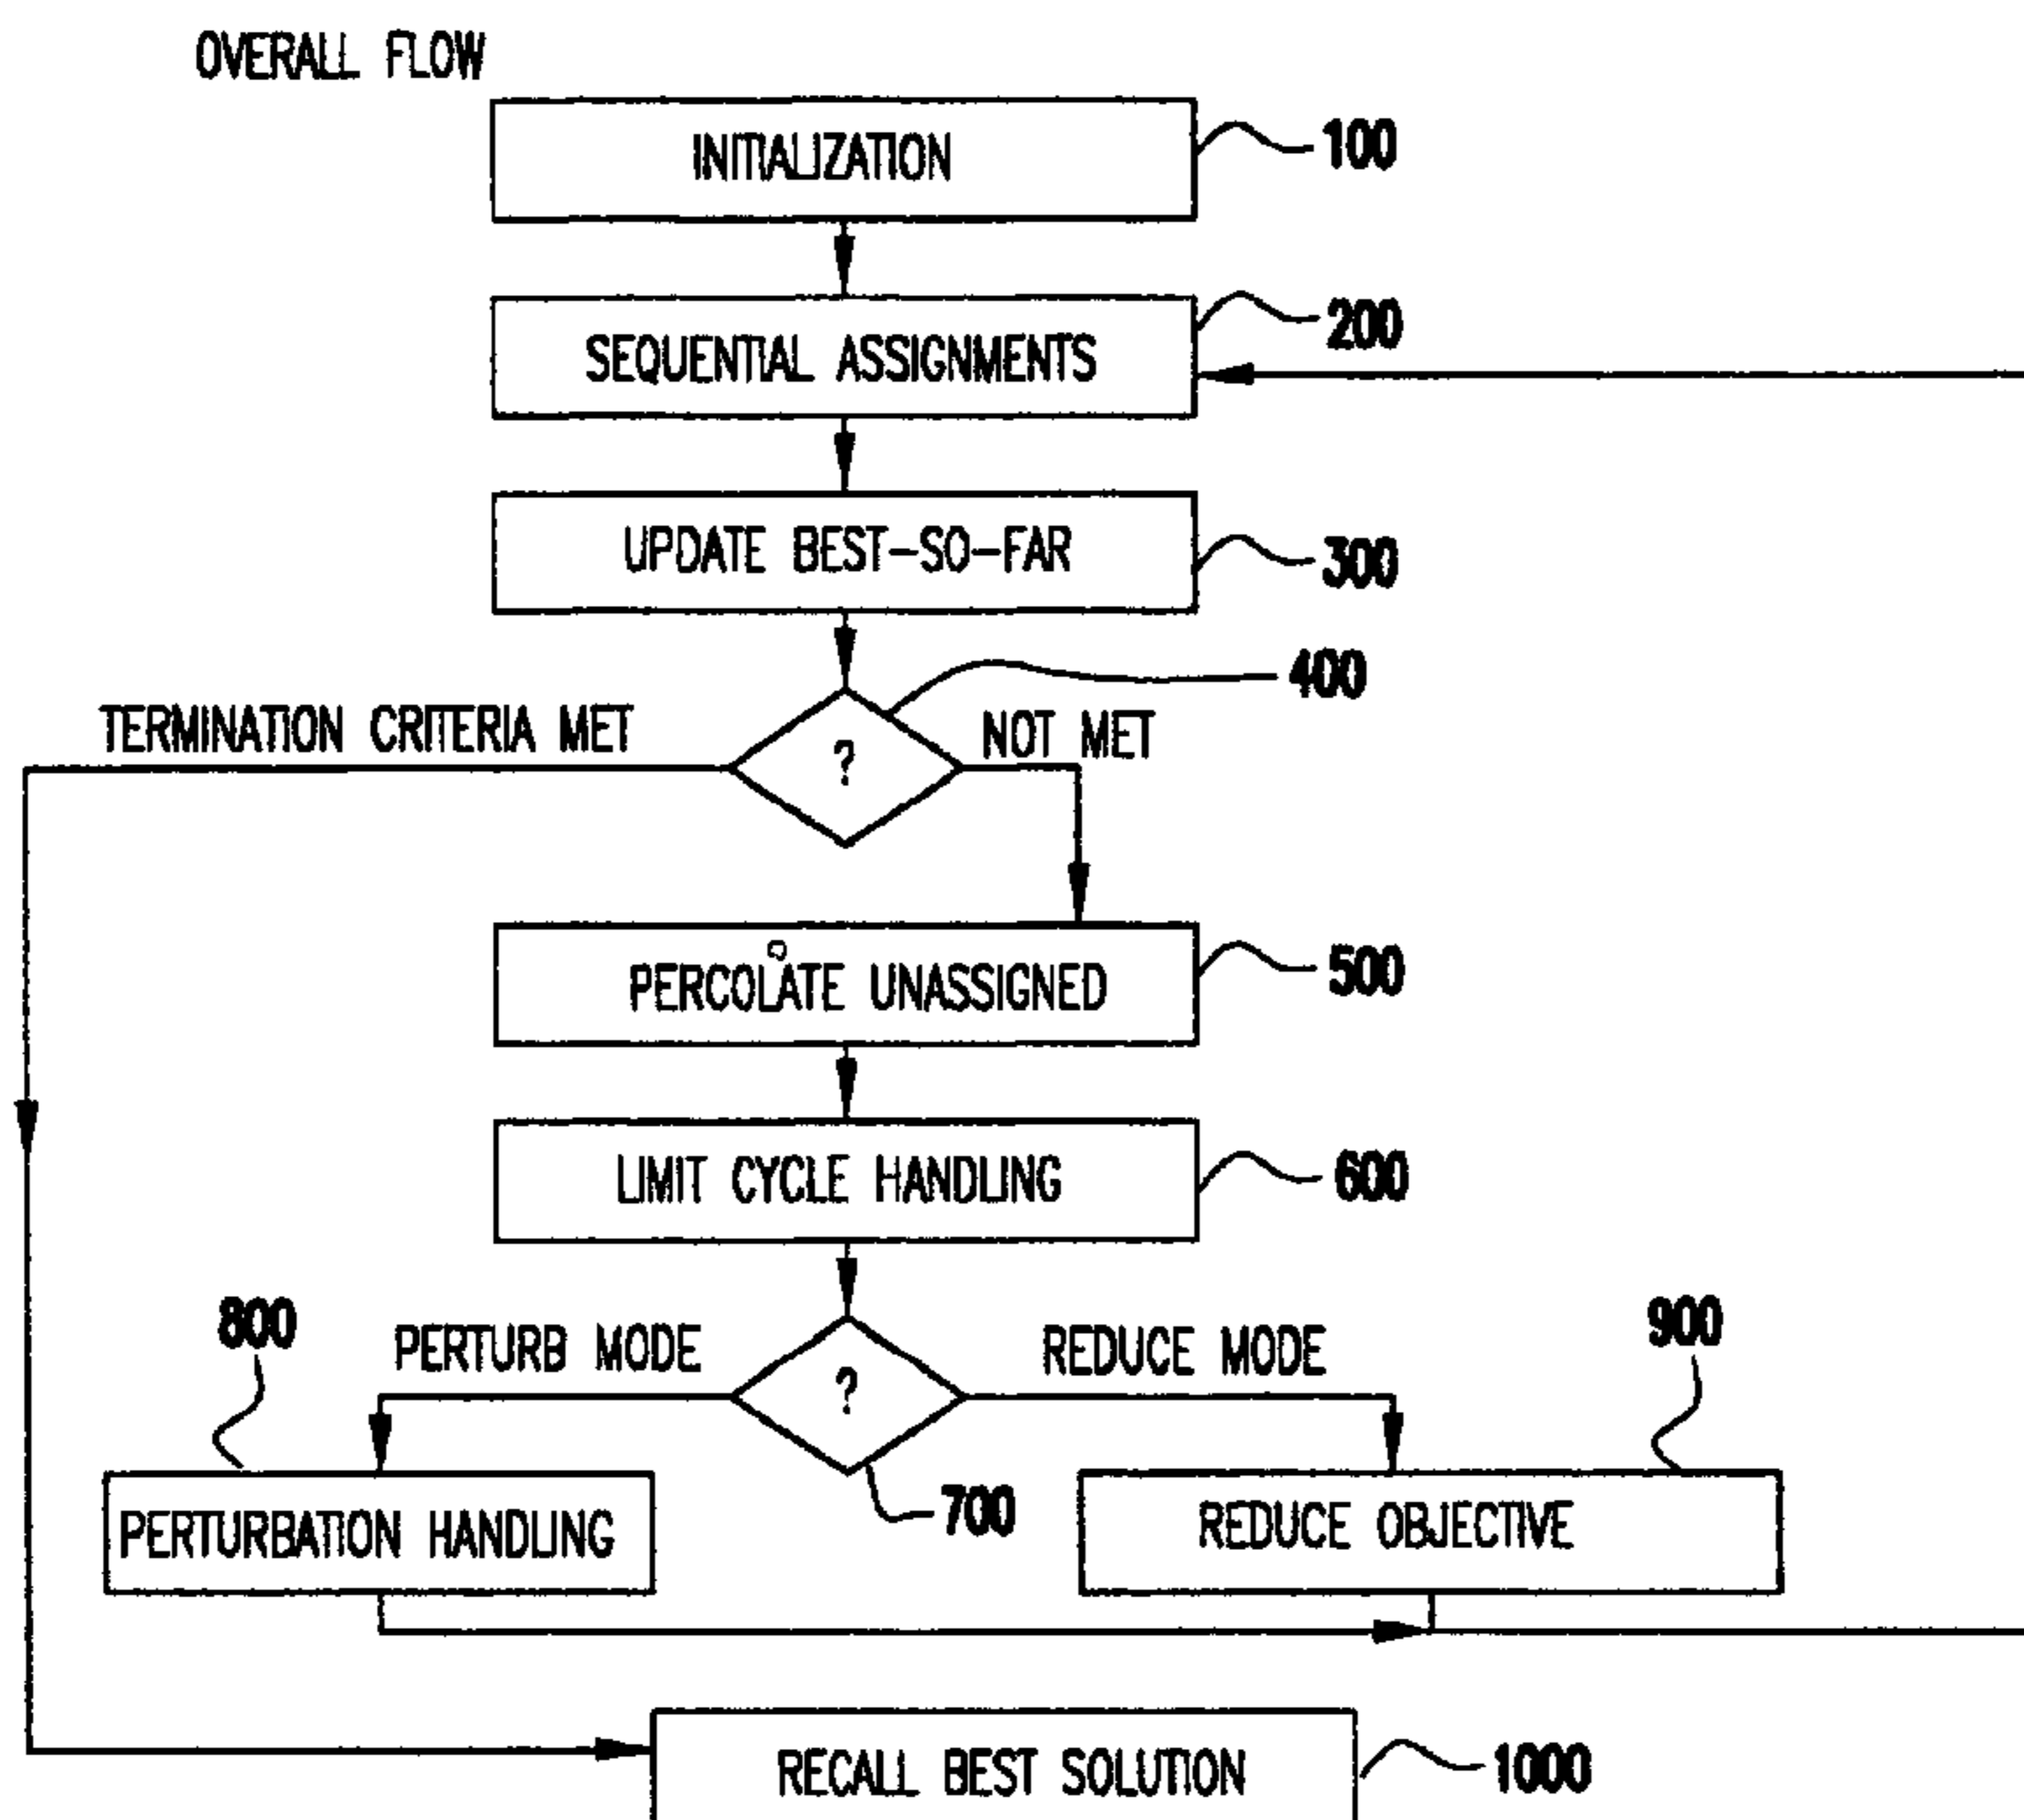 OVERALL FLOW
INITIALIZATION
100
SEQUENTIAL ASSIGNMENTS
200
UPDATE BEST-SO-FAR
300
400
TERMINATION CRITERIA MET
?
NOT MET
PERCOLATE UNASSIGNED
500
LIMIT CYCLE HANDLING
600
800
PERTURB MODE
?
REDUCE MODE
900
700
PERTURBATION HANDLING
REDUCE OBJECTIVE
RECALL BEST SOLUTION
1000